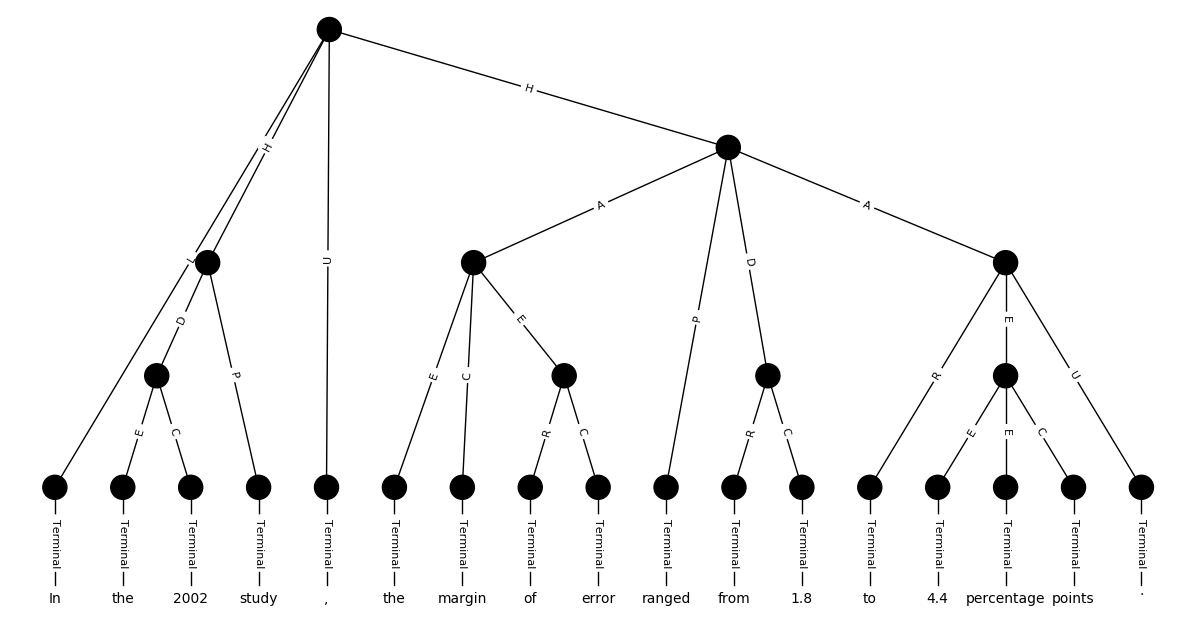 H
H
A
A
L
U
D
D
P
E
E
P
E
C
R
U
E
C
R
C
R
C
E
E
C
Terminal Terminal Terminal Terminal Terminal Terminal Terminal Terminal Terminal Terminal Terminal Terminal Terminal Terminal Terminal Terminal Terminal
In the 2002 study , the margin of error ranged from 1.8 to 4.4 percentage points .